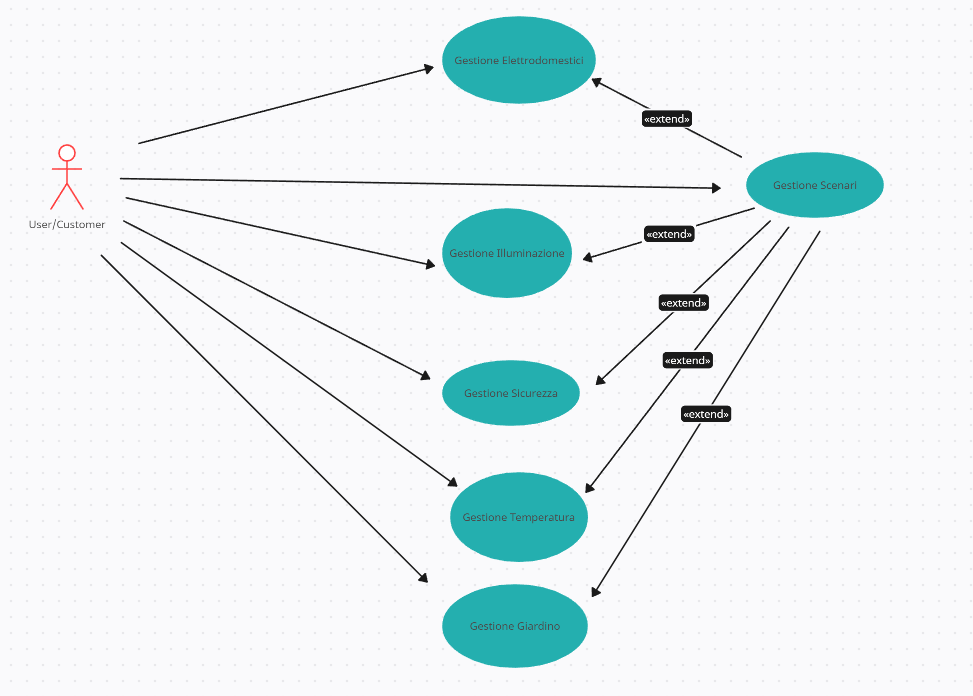 Gestione Elettrodomestici
«extend»
Gestione Scenari
User/Customer
«extend»
Gestione Illuminazione
«extend»
«extend»
Gestione Sicurezza
«extend»
Gestione Temperatura
Gestione Giardino